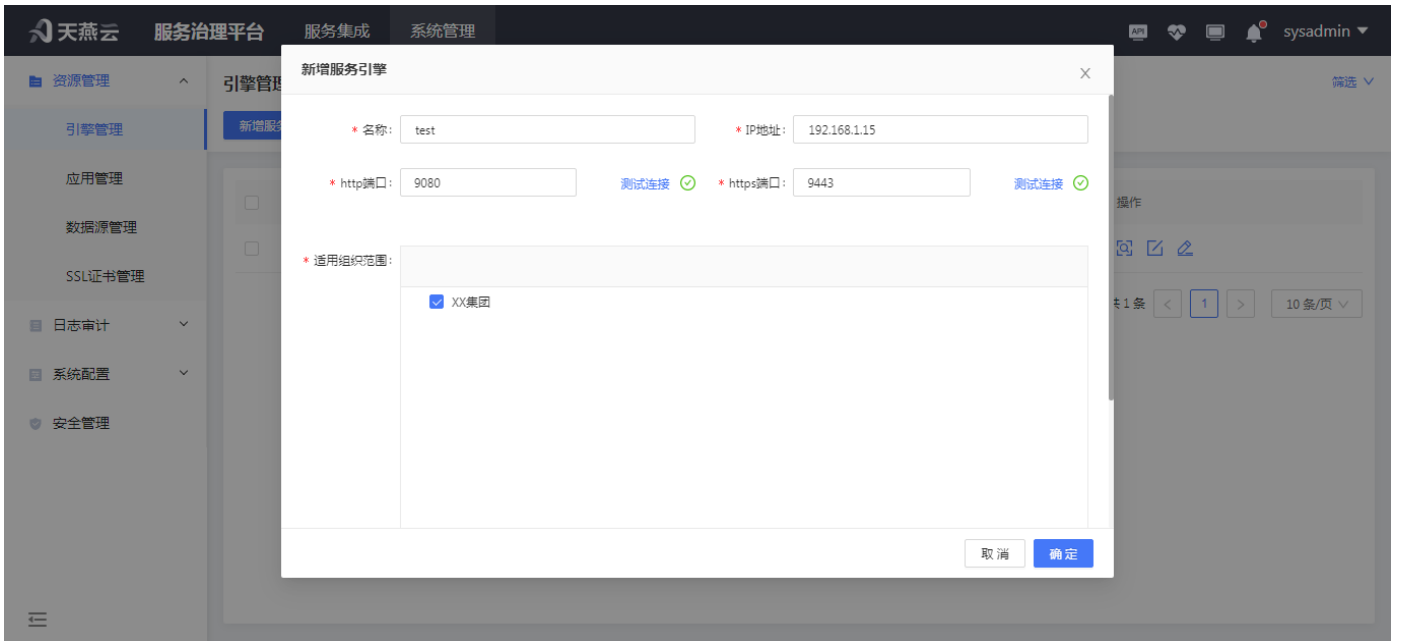 天燕云 服务治理平台 服务集成 系统管理 API sysadmin
资源管理
引擎管理
应用管理
数据源管理
SSL证书管理
日志审计
系统配置
安全管理
引擎管理
筛选
新增服务
新增服务引擎
* 名称: test * IP地址: 192.168.1.15
* http端口: 9080 测试连接 * https端口: 9443 测试连接
* 适用组织范围:
XX集团
操作
共1条 < 1 > 10 条/页
取 消 确 定